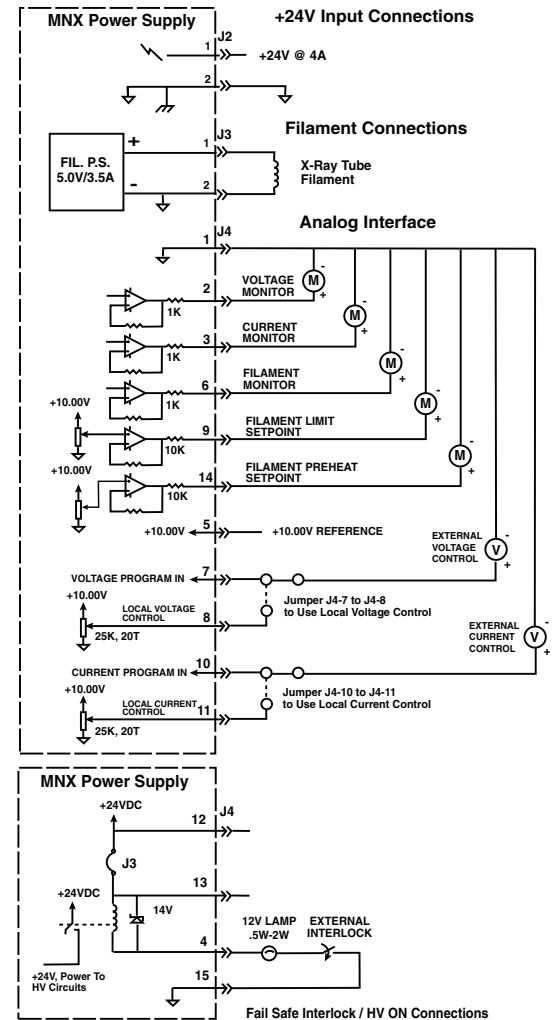 MNX Power Supply
+24V Input Connections
J2
1
+24V @ 4A
2
Filament Connections
J3
FIL. P.S.
5.0V/3.5A
+
1
-
2
X-Ray Tube
Filament
Analog Interface
J4
1
2
VOLTAGE
MONITOR
M
-
+
1K
3
CURRENT
MONITOR
M
-
+
1K
6
FILAMENT
MONITOR
M
-
+
1K
+10.00V
9
FILAMENT LIMIT
SETPOINT
M
-
+
10K
+10.00V
14
FILAMENT PREHEAT
SETPOINT
M
-
+
10K
+10.00V
5
+10.00V REFERENCE
EXTERNAL
VOLTAGE
CONTROL
V
-
+
VOLTAGE PROGRAM IN
7
+10.00V
LOCAL VOLTAGE
CONTROL
8
25K, 20T
Jumper J4-7 to J4-8
to Use Local Voltage Control
EXTERNAL
CURRENT
CONTROL
V
-
+
CURRENT PROGRAM IN
10
+10.00V
LOCAL CURRENT
CONTROL
11
25K, 20T
Jumper J4-10 to J4-11
to Use Local Current Control
MNX Power Supply
+24VDC
J4
12
J3
13
+24VDC
14V
4
12V LAMP
.5W-2W
EXTERNAL
INTERLOCK
15
+24V, Power To
HV Circuits
Fail Safe Interlock / HV ON Connections